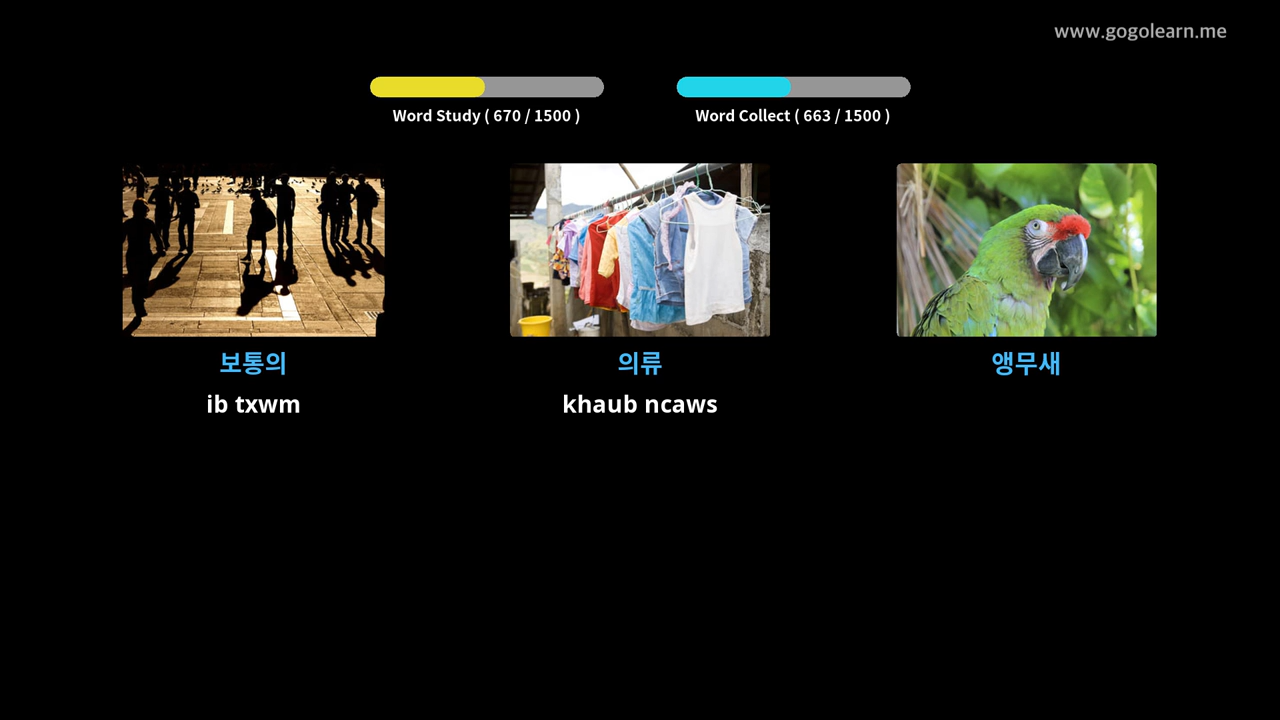 www.gogolearn.me
Word Study ( 670 / 1500 )
Word Collect ( 663 / 1500 )
보통의
의류
앵무새
ib txwm
khaub ncaws